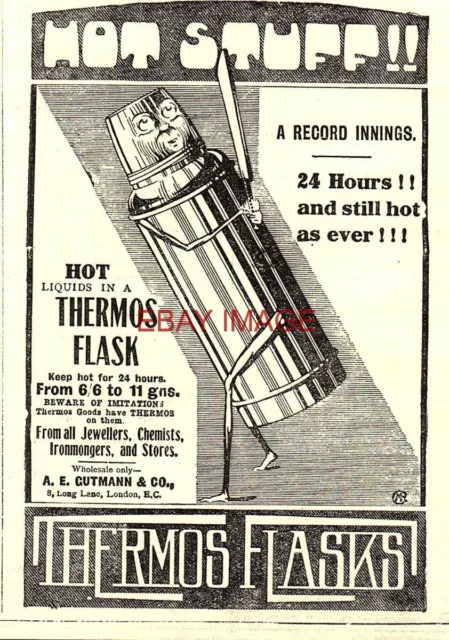 HOT STUFF!!
A RECORD INNINGS.
24 Hours!!
and still hot
as ever!!!
HOT
LIQUIDS IN A
THERMOS
FLASK
Keep hot for 24 hours.
From 6/6 to 11 gns.
BEWARE OF IMITATIONS
Thermos Goods have THERMOS
on them.
From all Jewellers, Chemists,
Ironmongers, and Stores.
Wholesale only—
A. E. GUTMANN & CO.,
8, Long Lane, London, E.C.
THERMOS FLASKS
EBAY IMAGE